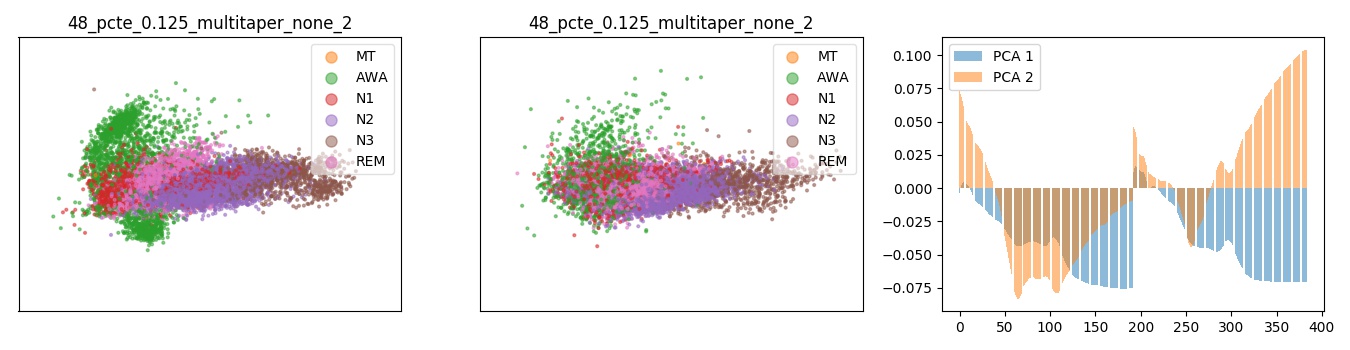 48_pcte_0.125_multitaper_none_2
MT
AWA
N1
N2
N3
REM
48_pcte_0.125_multitaper_none_2
MT
AWA
N1
N2
N3
REM
PCA 1
PCA 2
0.100
0.075
0.050
0.025
0.000
−0.025
−0.050
−0.075
0 50 100 150 200 250 300 350 400